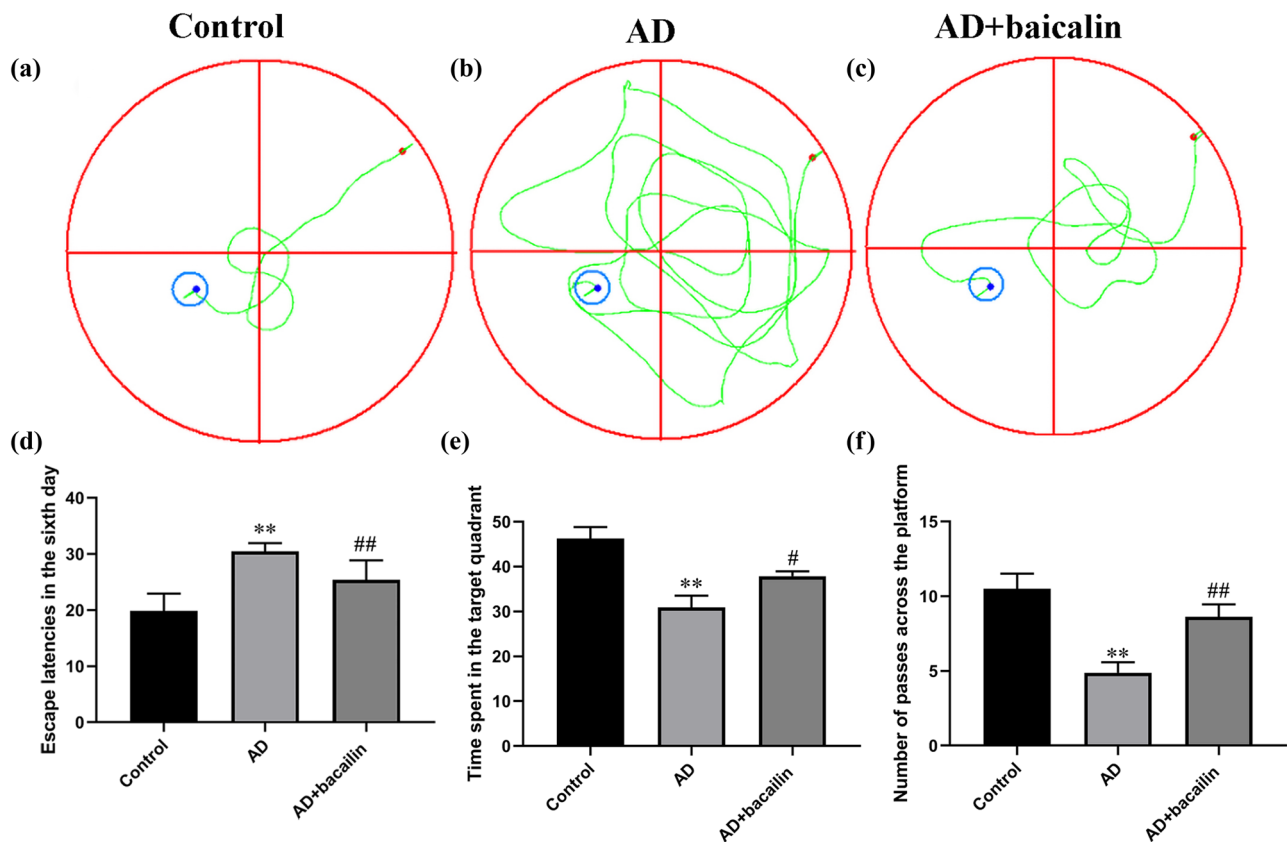 Control
AD
AD+baicalin
(a)
(b)
(c)
(d)
(e)
(f)
Escape latencies in the sixth day
40
30
20
10
0
**
##
Control
AD
AD+bacailin
Time spent in the target quadrant
50
40
30
20
10
0
**
#
Control
AD
AD+bacailin
Number of passes across the platform
15
10
5
0
**
##
Control
AD
AD+bacailin